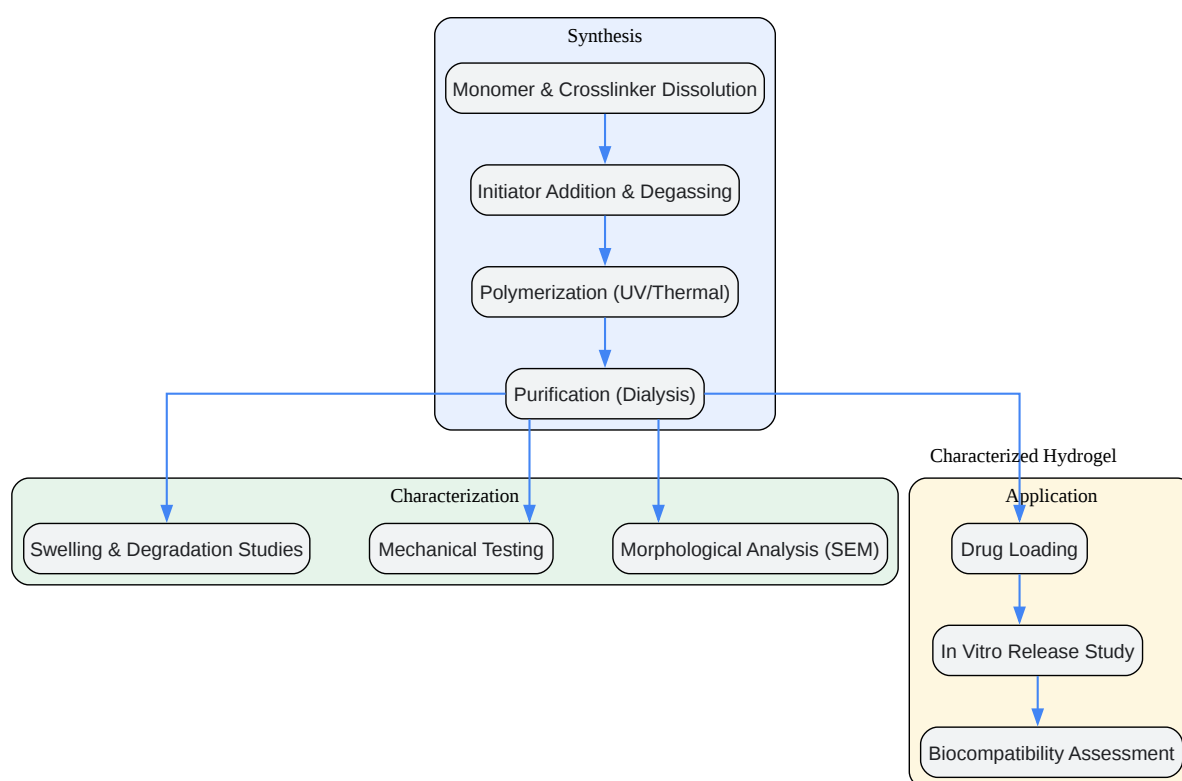 Synthesis
Monomer & Crosslinker Dissolution
Initiator Addition & Degassing
Polymerization (UV/Thermal)
Purification (Dialysis)
Characterized Hydrogel
Characterization
Application
Swelling & Degradation Studies
Mechanical Testing
Morphological Analysis (SEM)
Drug Loading
In Vitro Release Study
Biocompatibility Assessment